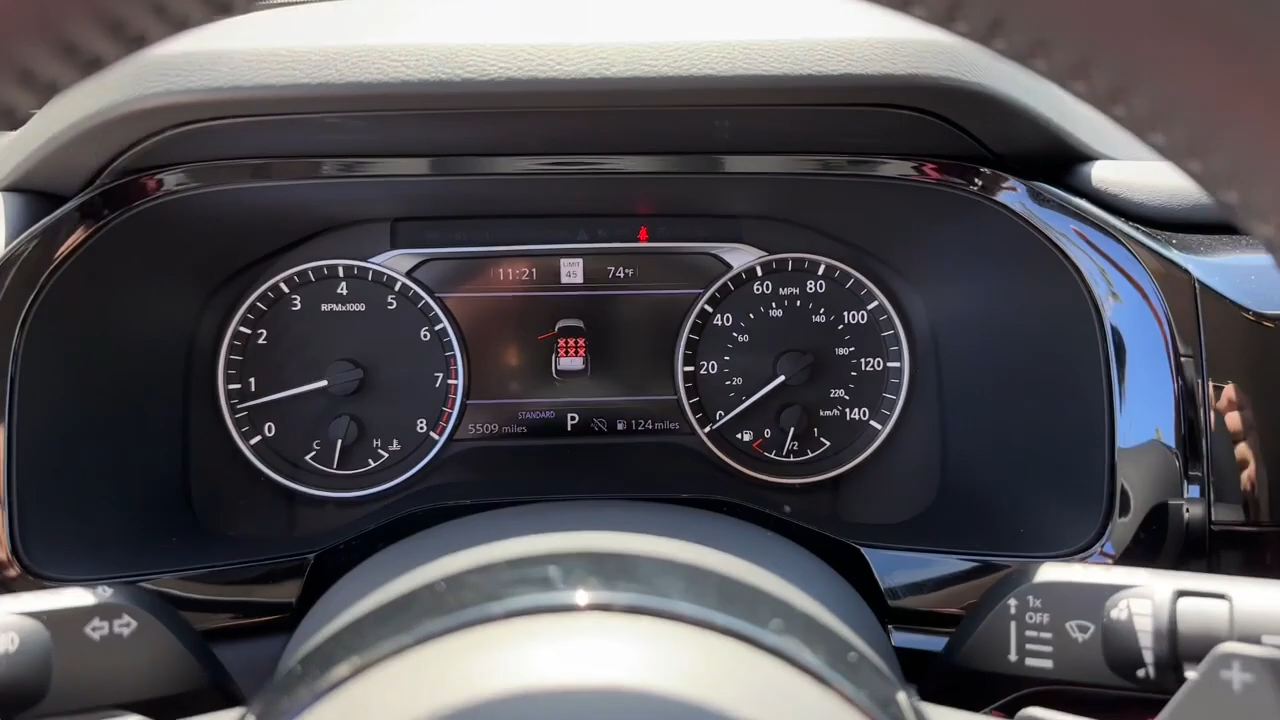 11:21
LIMIT
45
74°F
RPMx1000
0
1
2
3
4
5
6
7
8
C
H
MPH
0
20
40
60
80
100
120
140
20
60
100
140
180
220
km/h
0
1/2
1
STANDARD
P
5509 miles
124 miles
1x
OFF
+